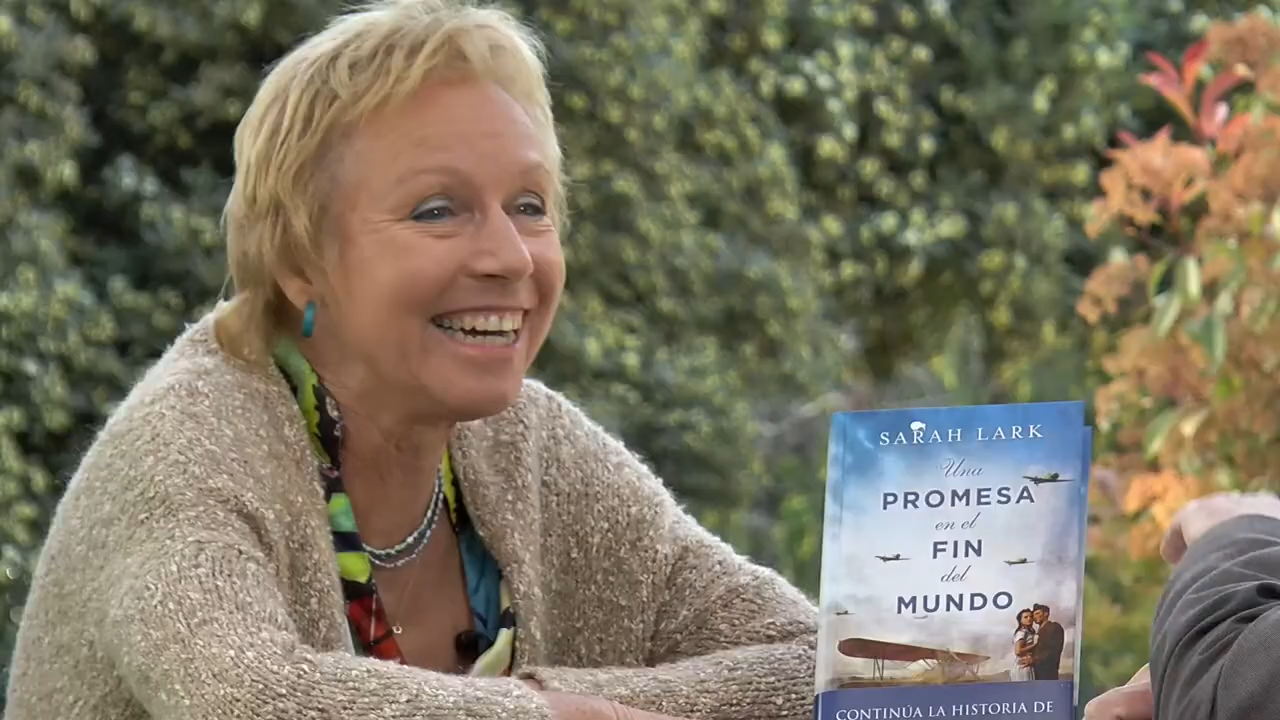 SARAH LARK
Una
PROMESA
en el
FIN
del
MUNDO
CONTINÚA LA HISTORIA DE